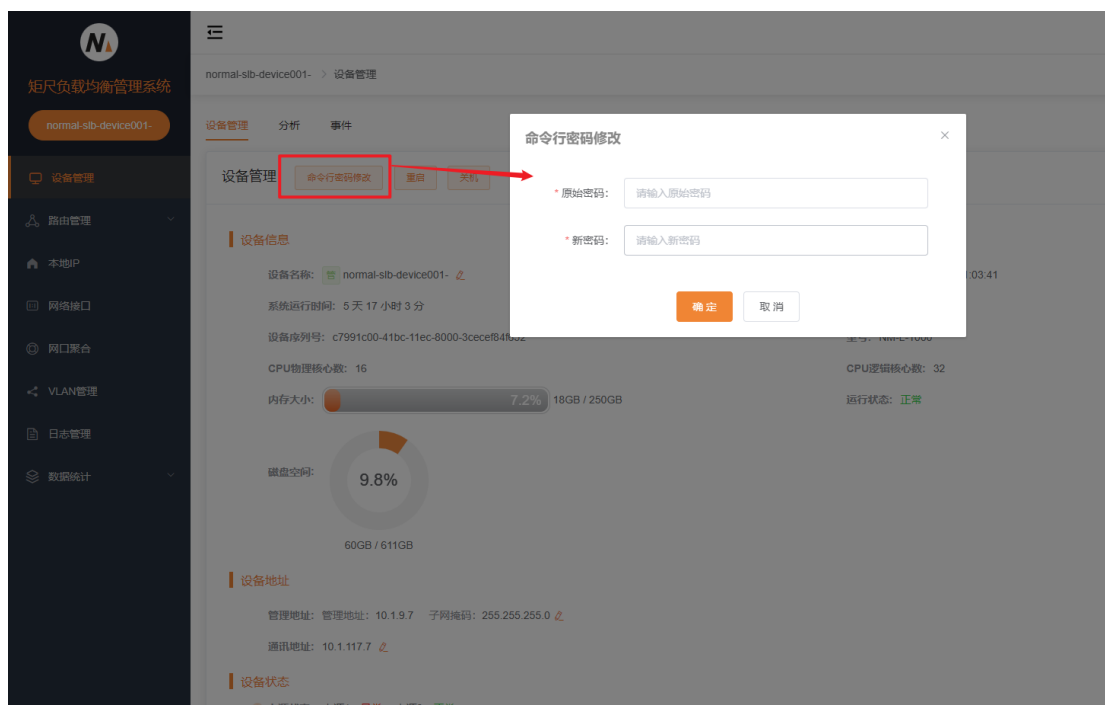 N
矩尺负载均衡管理系统
normal-slb-device001-
normal-slb-device001- > 设备管理
设备管理 分析 事件
设备管理
路由管理
本地IP
网络接口
网口聚合
VLAN管理
日志管理
数据统计
设备管理 命令行密码修改 重启 关机
命令行密码修改 ×
* 原始密码: 请输入原始密码
* 新密码: 请输入新密码
确 定 取 消
设备信息
设备名称: 管 normal-slb-device001-
:03:41
系统运行时间: 5 天 17 小时 3 分
设备序列号: c7991c00-41bc-11ec-8000-3cecef84
CPU物理核心数: 16 CPU逻辑核心数: 32
内存大小: 7.2% 18GB / 250GB 运行状态: 正常
磁盘空间: 9.8%
60GB / 611GB
设备地址
管理地址: 管理地址: 10.1.9.7 子网掩码: 255.255.255.0
通讯地址: 10.1.117.7
设备状态